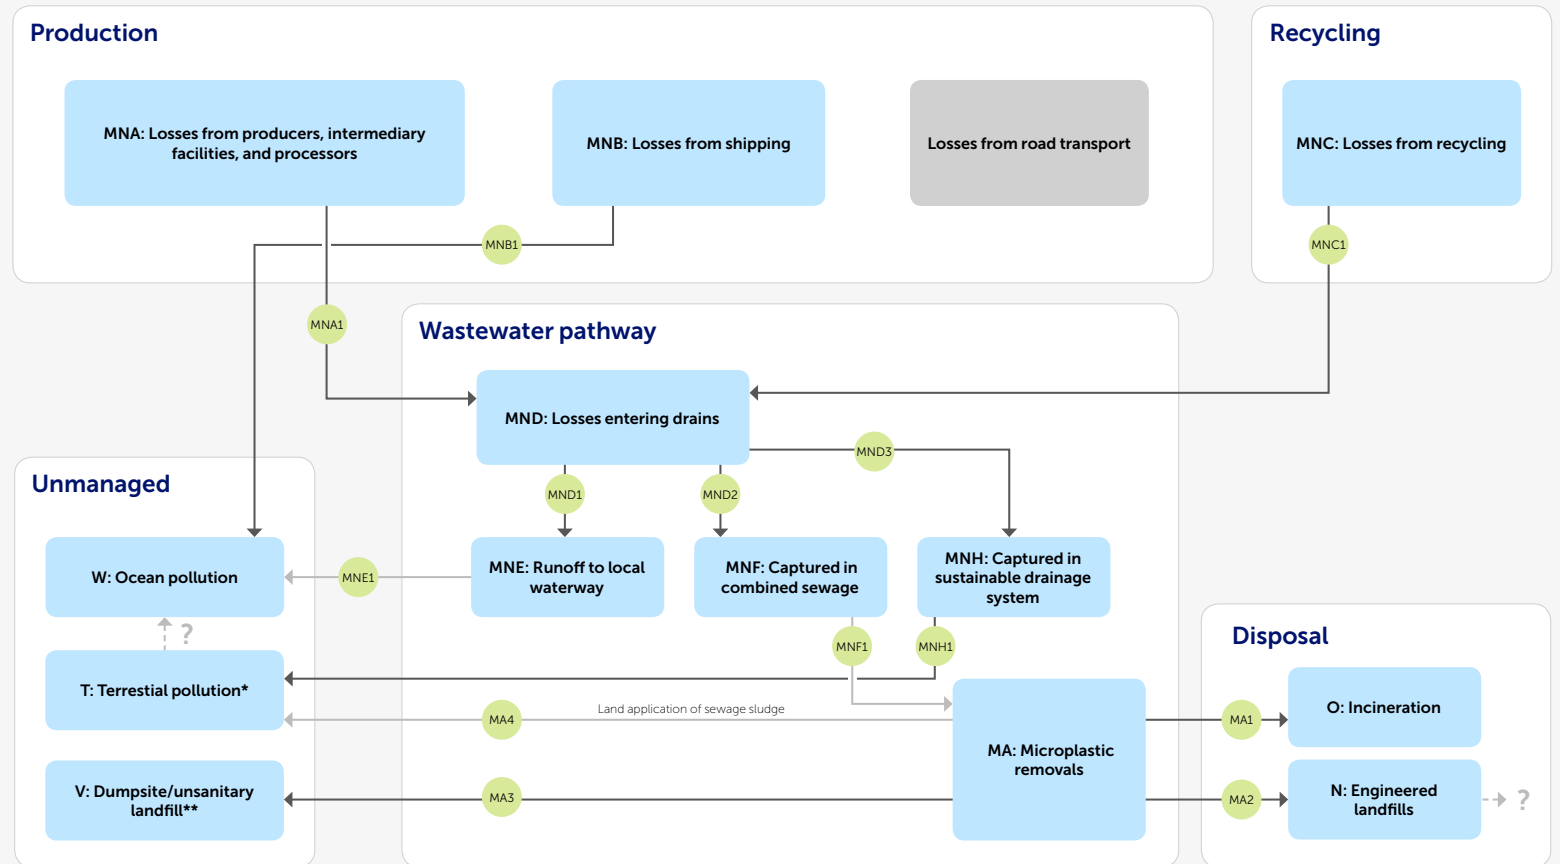 Production
Recycling
MNA: Losses from producers, intermediary
facilities, and processors
MNB: Losses from shipping
Losses from road transport
MNC: Losses from recycling
MNB1
MNC1
MNA1
Wastewater pathway
MND: Losses entering drains
MND3
Unmanaged
MND1
MND2
W: Ocean pollution
MNE1
MNE: Runoff to local
waterway
MNF: Captured in
combined sewage
MNH: Captured in
sustainable drainage
system
?
MNF1
MNH1
Disposal
T: Terrestial pollution*
MA4
Land application of sewage sludge
MA1
O: Incineration
MA: Microplastic
removals
V: Dumpsite/unsanitary
landfill**
MA3
MA2
N: Engineered
landfills
?